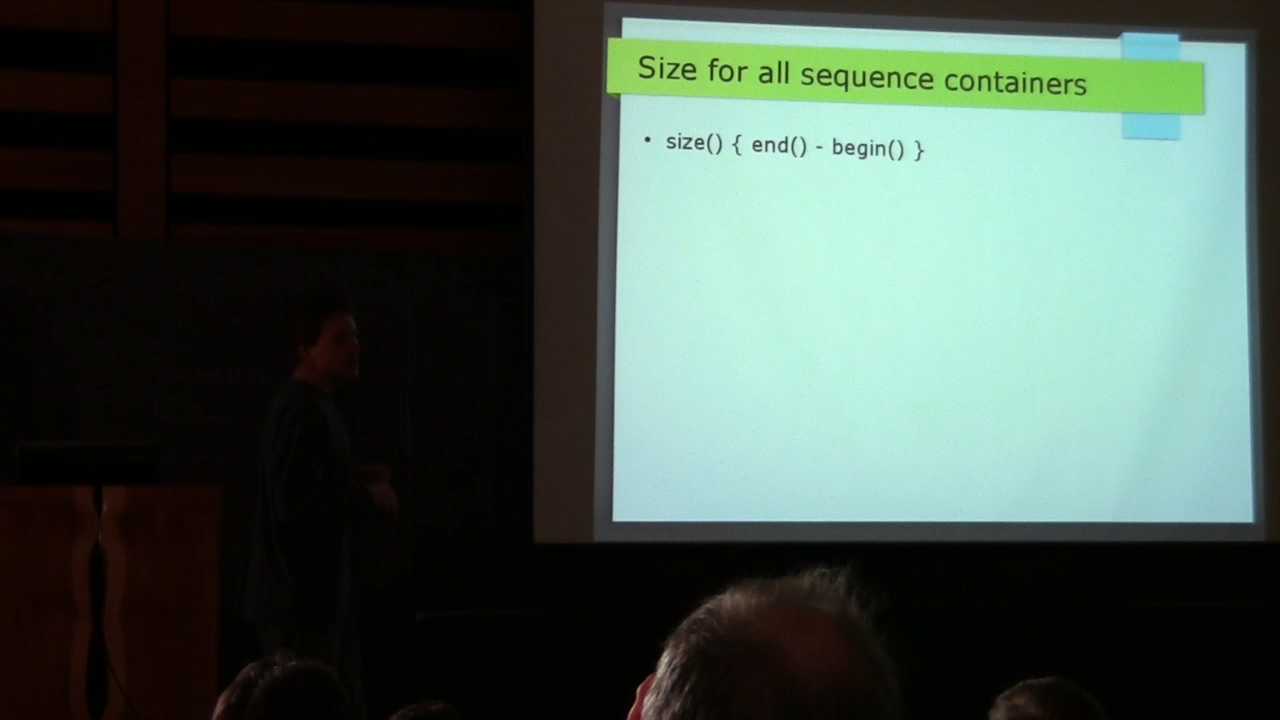 Size for all sequence containers
• size() { end() - begin() }